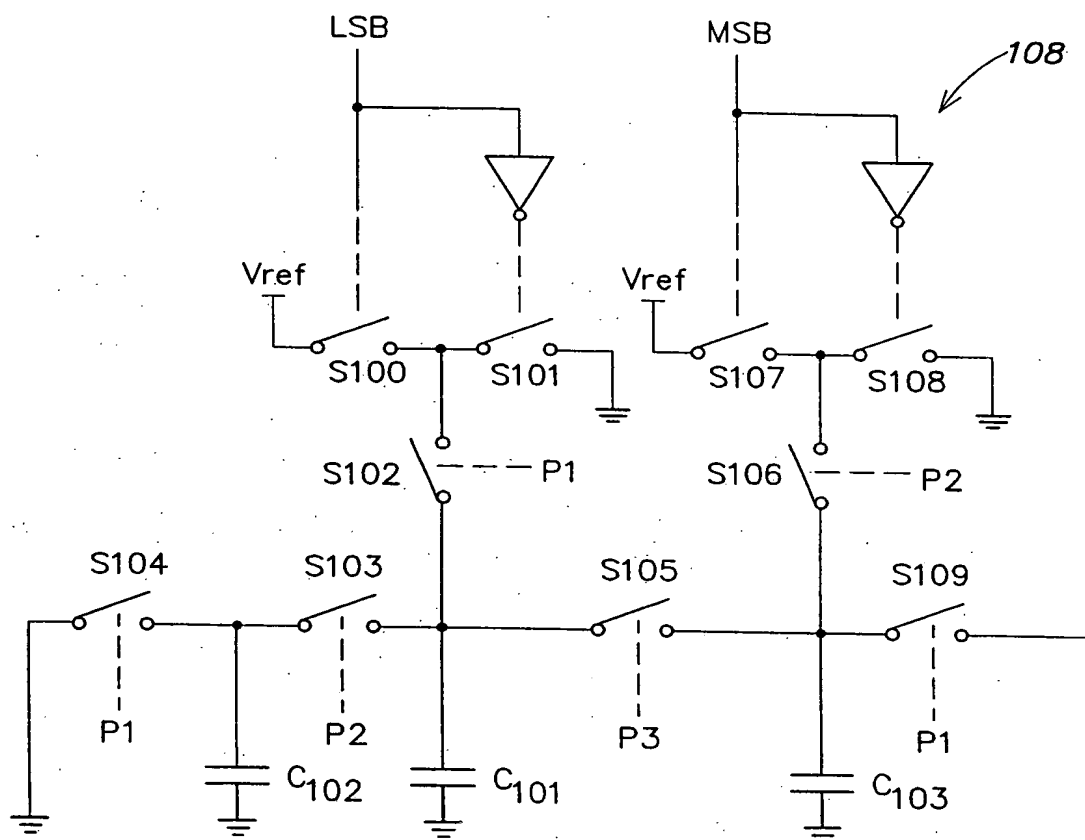 LSB
MSB
108
Vref
Vref
S100
S101
S107
S108
S102
P1
S106
P2
S104
S103
S105
S109
P1
P2
P3
P1
C102
C101
C103